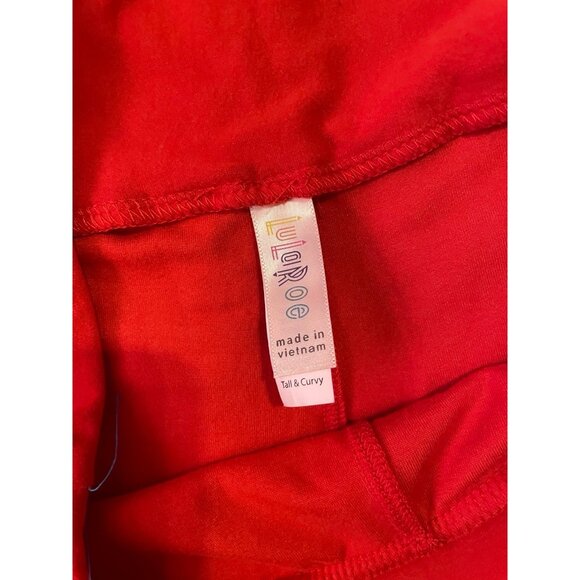 LuLaRoe
made in
vietnam
Tall & Curvy